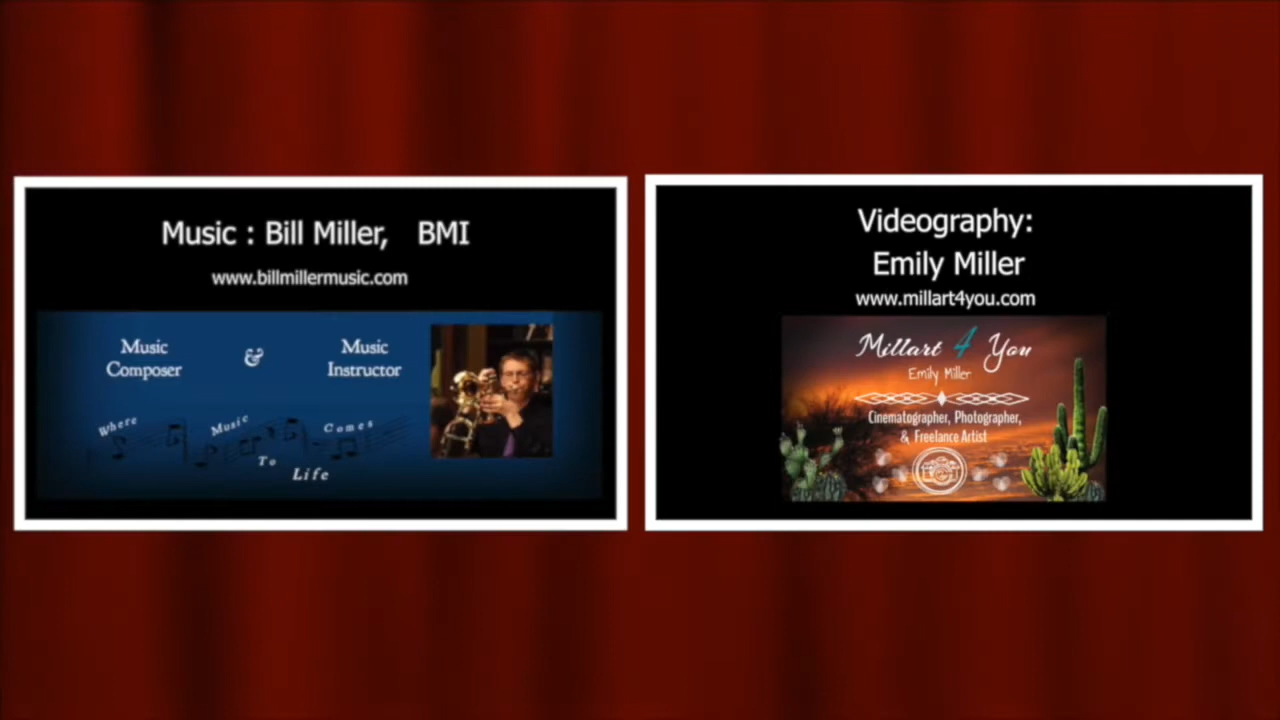 Music : Bill Miller, BMI
www.billmillermusic.com
Music Composer
&
Music Instructor
Where Music Comes
To Life
Videography:
Emily Miller
www.millart4you.com
Millart 4 You
Emily Miller
Cinematographer, Photographer,
& Freelance Artist